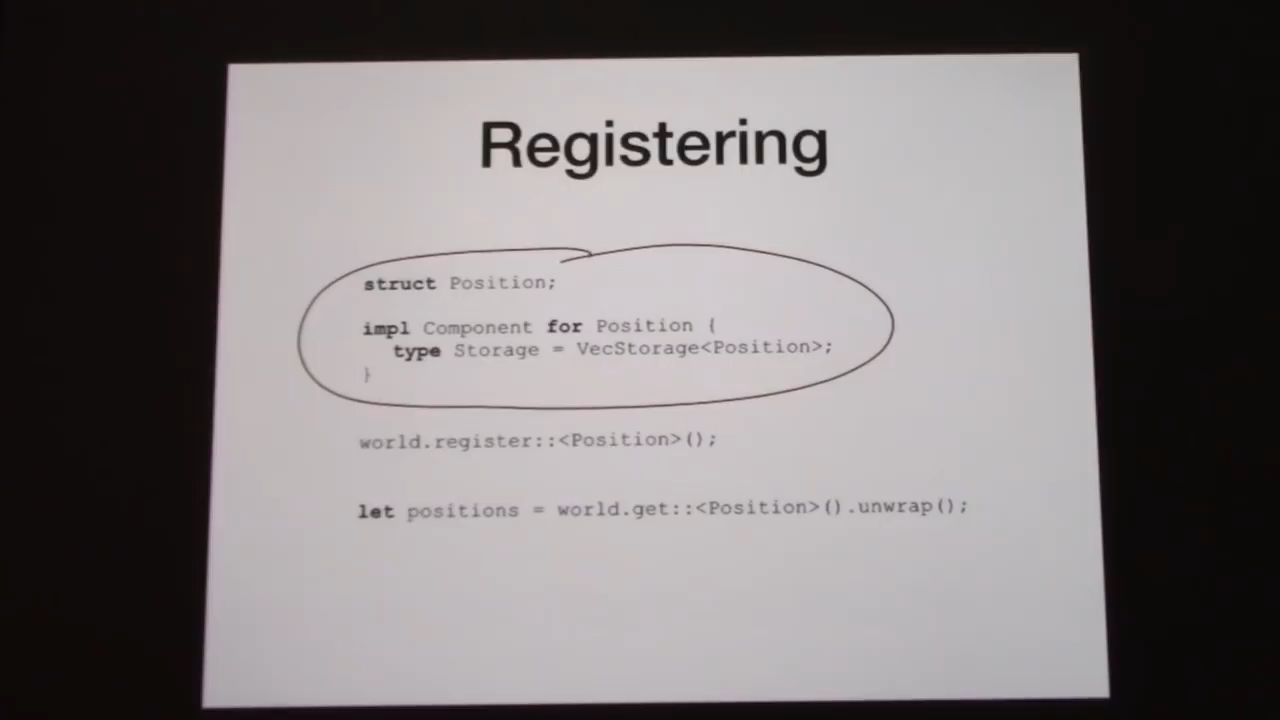 Registering
struct Position;
impl Component for Position {
type Storage = VecStorage<Position>;
}
world.register::<Position>();
let positions = world.get::<Position>().unwrap();